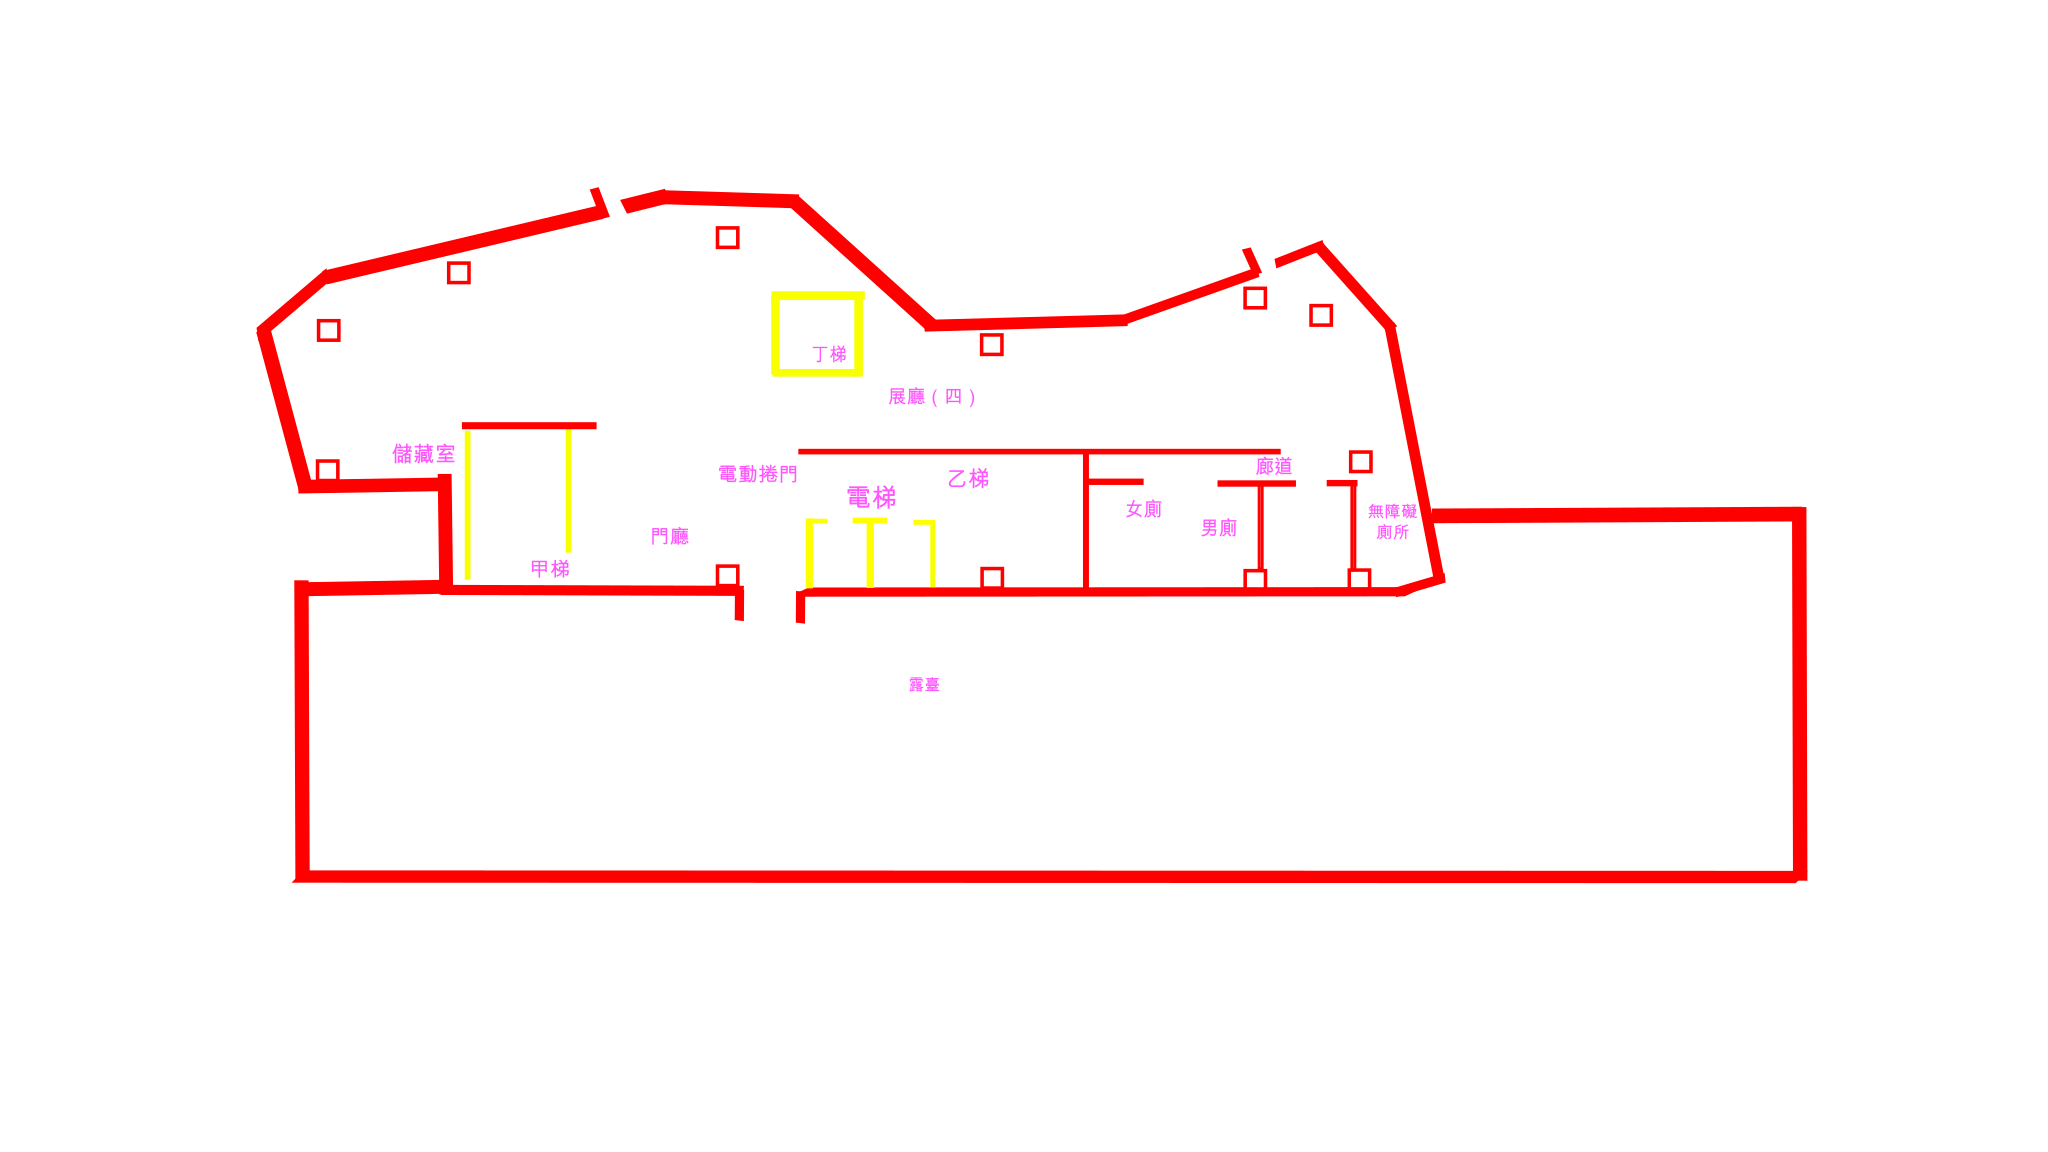 丁梯
展廳(四)
儲藏室
電動捲門
乙梯
廊道
電梯
女廁
無障礙
廁所
男廁
門廳
甲梯
露臺